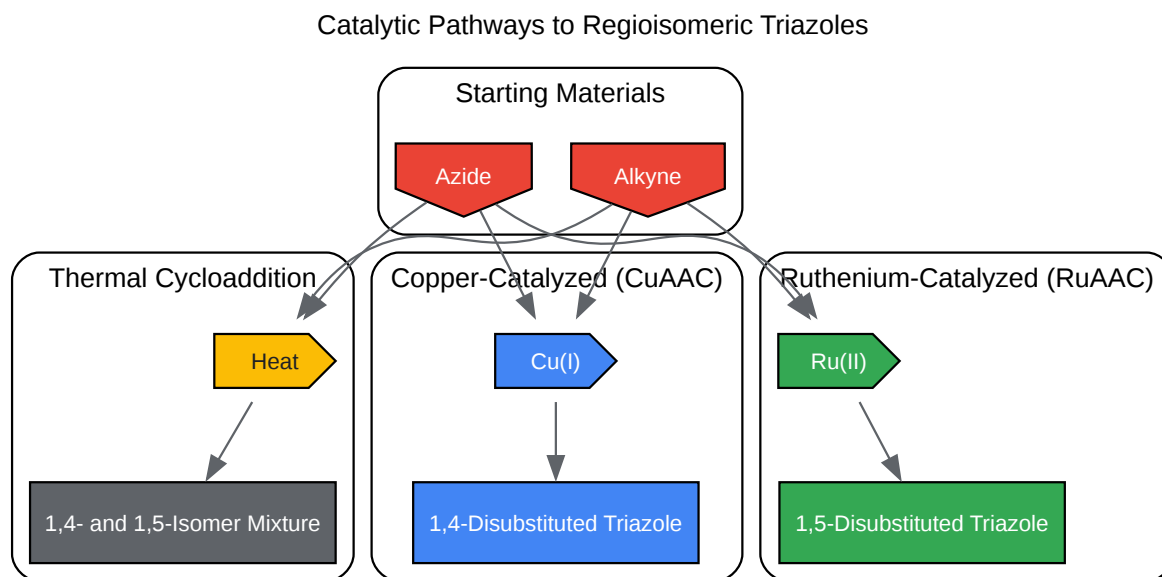 Catalytic Pathways to Regioisomeric Triazoles
Starting Materials
Azide
Alkyne
Thermal Cycloaddition
Copper-Catalyzed (CuAAC)
Ruthenium-Catalyzed (RuAAC)
Heat
Cu(I)
Ru(II)
1,4- and 1,5-Isomer Mixture
1,4-Disubstituted Triazole
1,5-Disubstituted Triazole